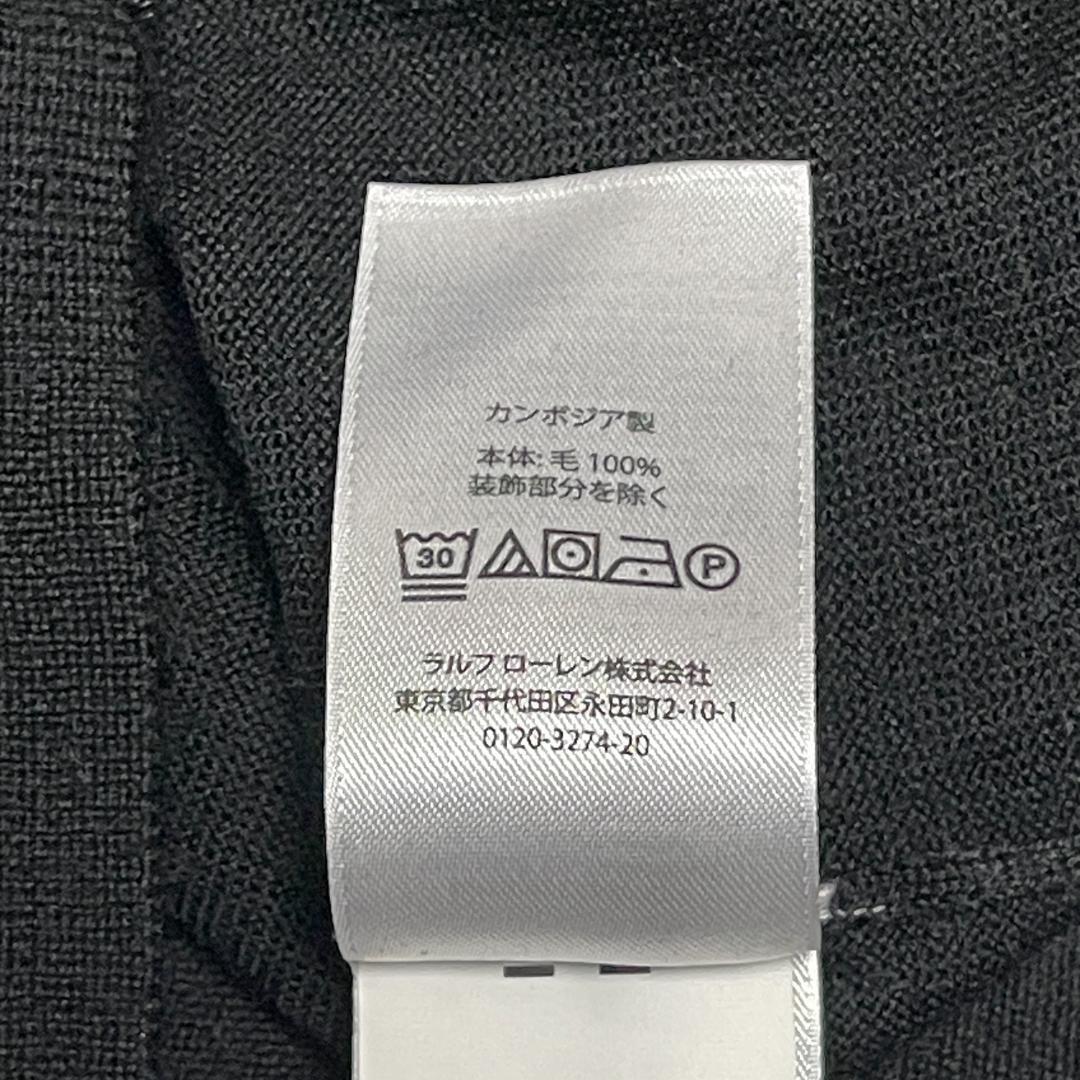 カンボジア製
本体: 毛 100%
装飾部分を除く
30 P
ラルフ ローレン株式会社
東京都千代田区永田町2-10-1
0120-3274-20